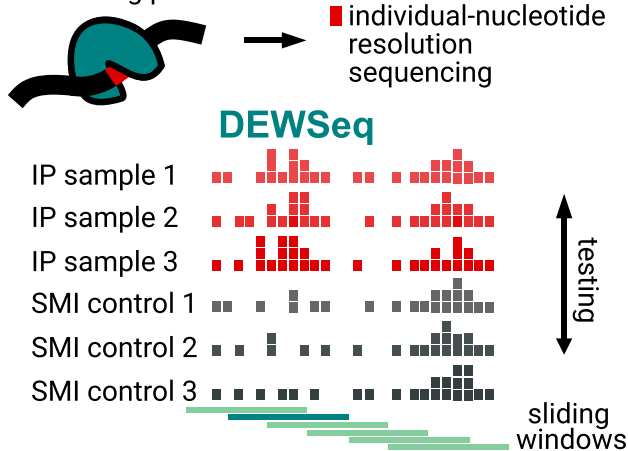 individual-nucleotide
resolution
sequencing
DEWSeq
IP sample 1
IP sample 2
IP sample 3
SMI control 1
SMI control 2
SMI control 3
testing
sliding
windows